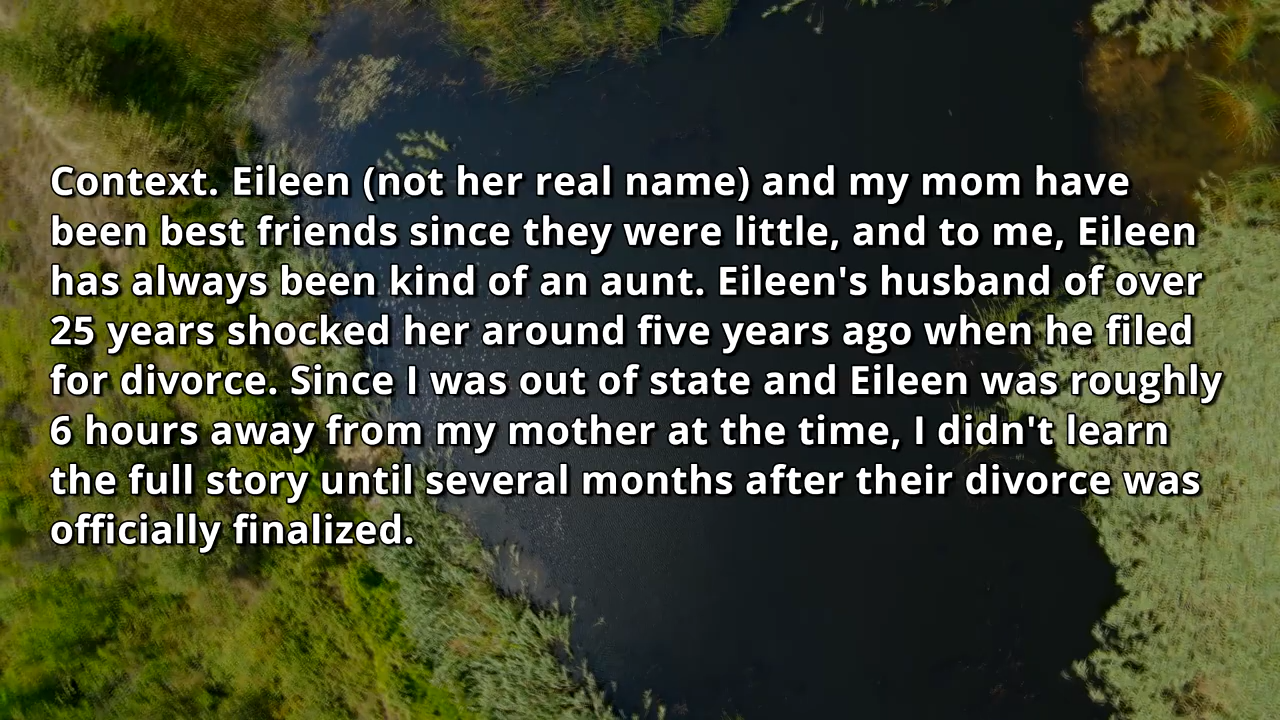 Context. Eileen (not her real name) and my mom have
been best friends since they were little, and to me, Eileen
has always been kind of an aunt. Eileen's husband of over
25 years shocked her around five years ago when he filed
for divorce. Since I was out of state and Eileen was roughly
6 hours away from my mother at the time, I didn't learn
the full story until several months after their divorce was
officially finalized.